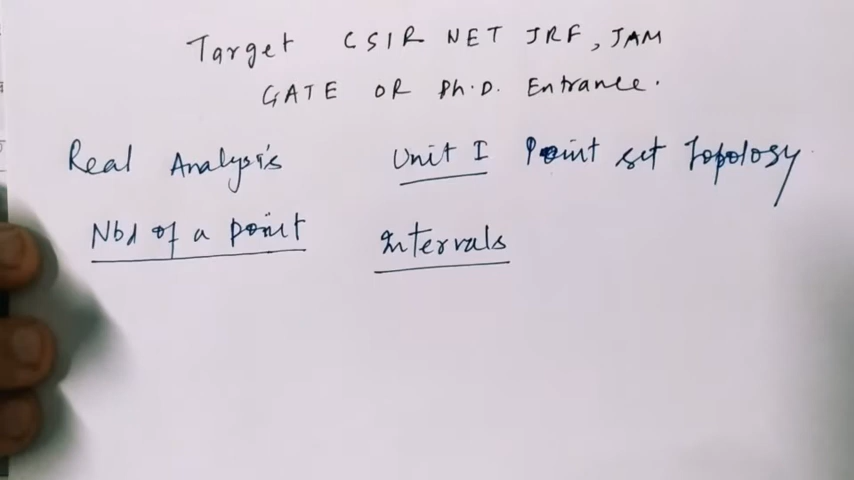 Target CSIR NET JRF, JAM
GATE OR Ph.D. Entrance.
Real Analysis Unit I Point set Topology
Nbd of a point Intervals